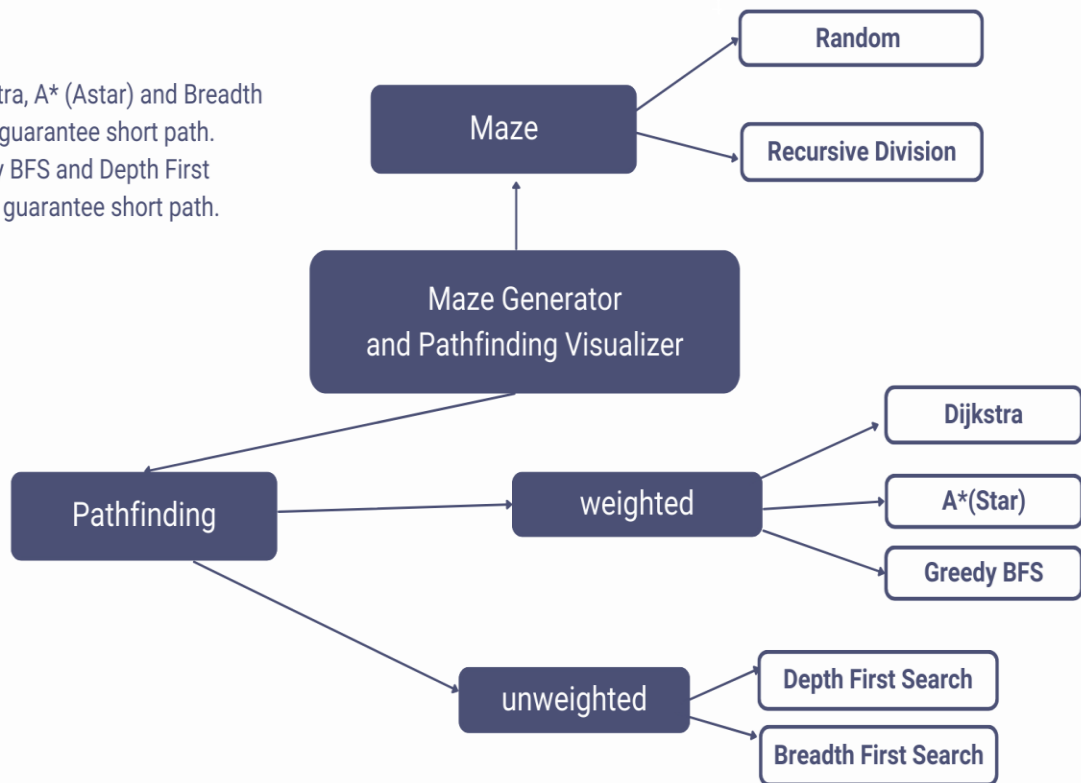 Random
tra, A* (Astar) and Breadth
guarantee short path.
y BFS and Depth First
guarantee short path.
Maze
Recursive Division
Maze Generator
and Pathfinding Visualizer
Pathfinding
weighted
Dijkstra
A*(Star)
Greedy BFS
unweighted
Depth First Search
Breadth First Search